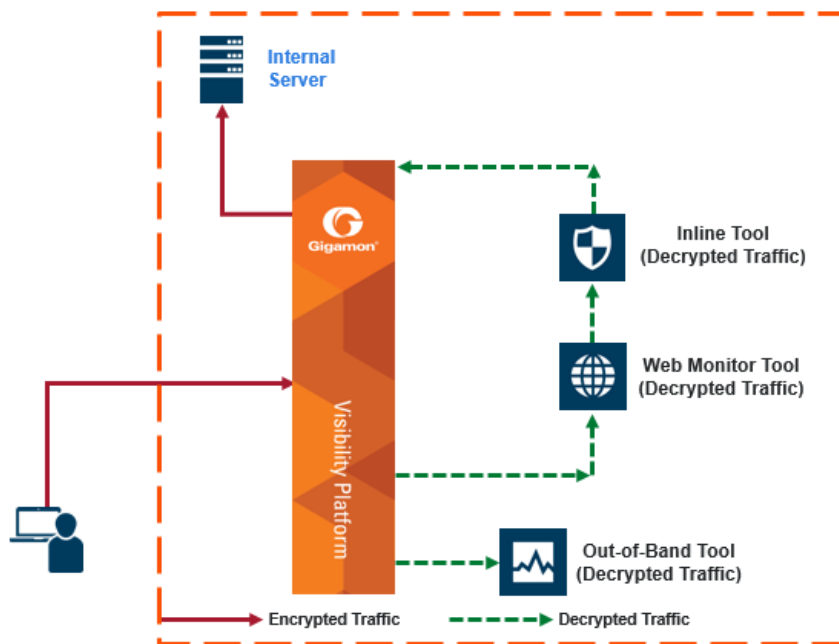 Internal
Server
Gigamon®
Inline Tool
(Decrypted Traffic)
Web Monitor Tool
(Decrypted Traffic)
Visibility Platform
Out-of-Band Tool
(Decrypted Traffic)
Encrypted Traffic
Decrypted Traffic